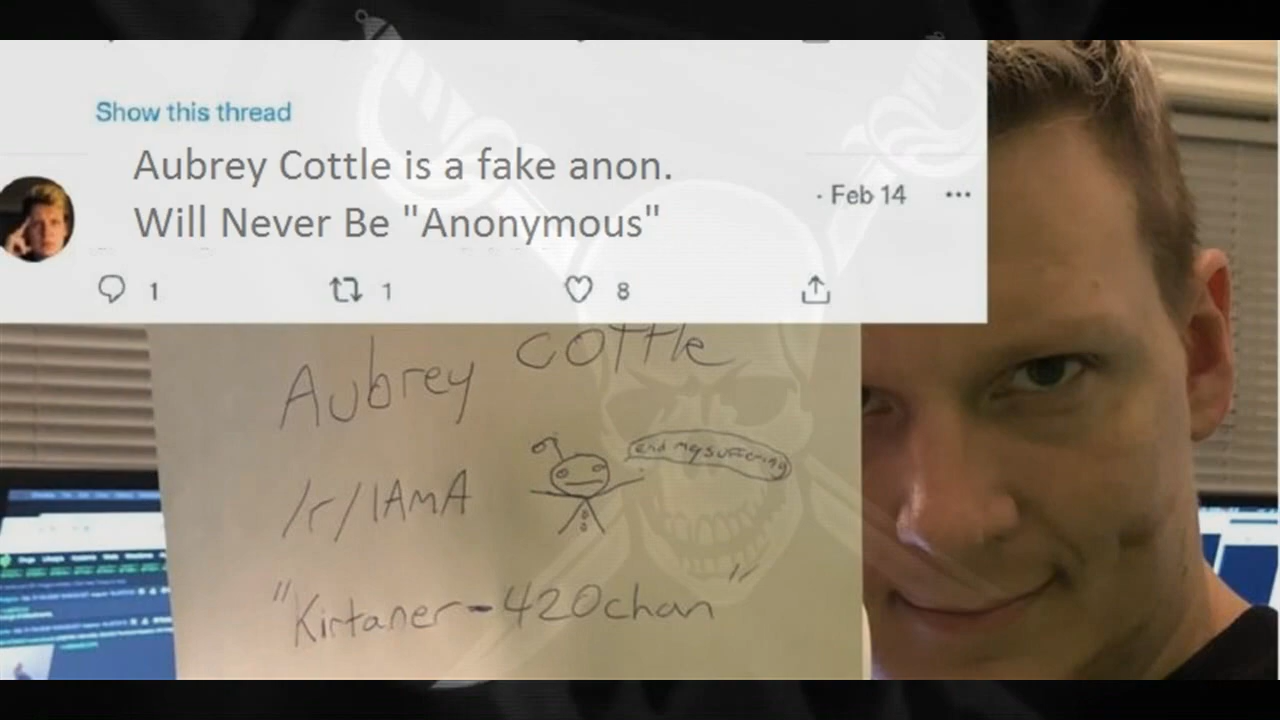 Show this thread
Aubrey Cottle is a fake anon.
Will Never Be "Anonymous"
· Feb 14 ···
1 1 8
Aubrey Cottle
/r/IAmA
end my suffering
"Kirtaner-420chan"